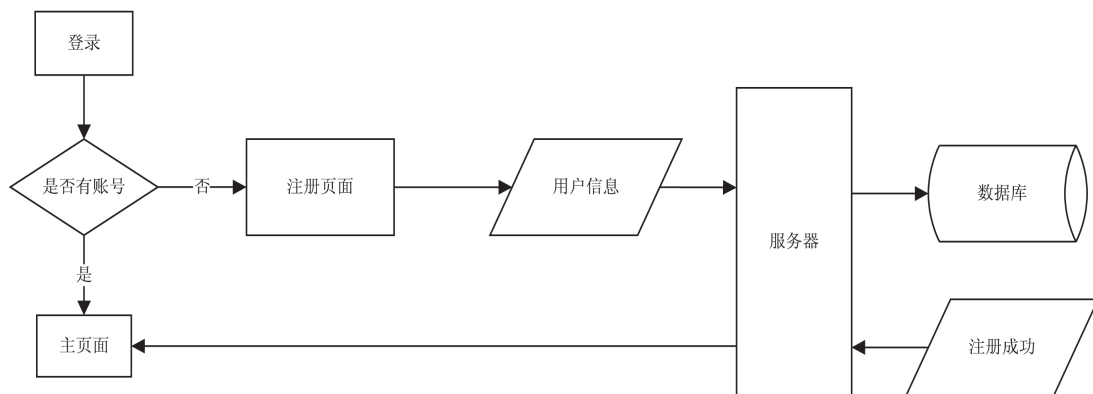 登录
是否有账号
否
注册页面
用户信息
服务器
数据库
是
主页面
注册成功